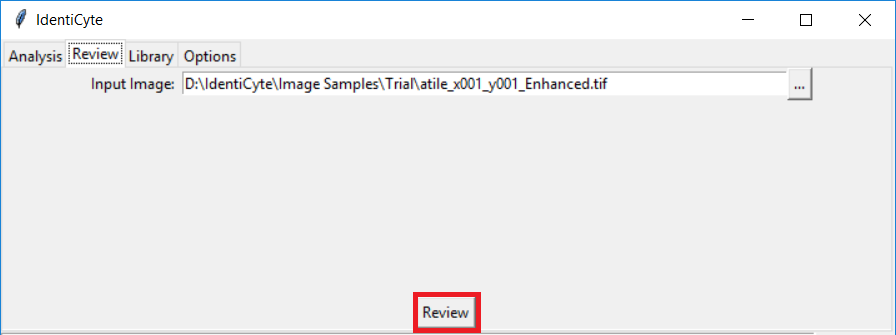 IdentiCyte
Analysis Review Library Options
Input Image: D:\IdentiCyte\Image Samples\Trial\atile_x001_y001_Enhanced.tif ...
Review